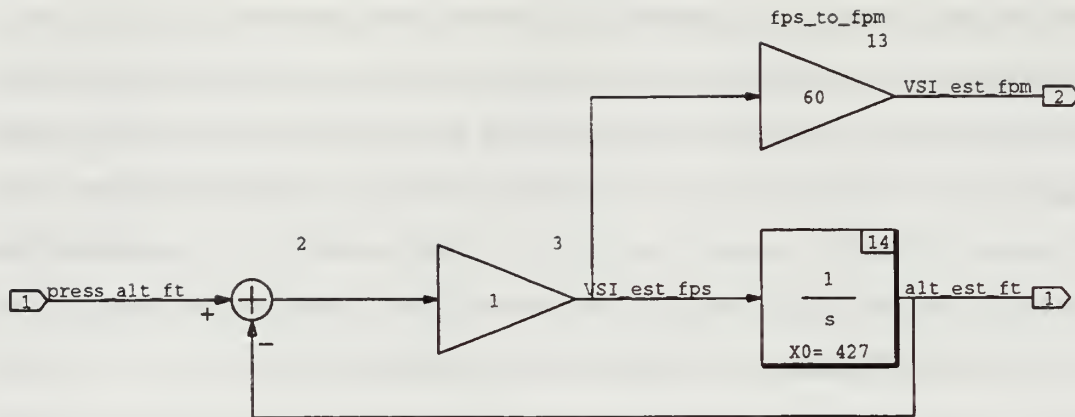 fps_to_fpm
13
60
VSI_est_fpm
2
2
3
1
press_alt_ft
+
−
1
VSI_est_fps
14
1
s
X0= 427
alt_est_ft
1